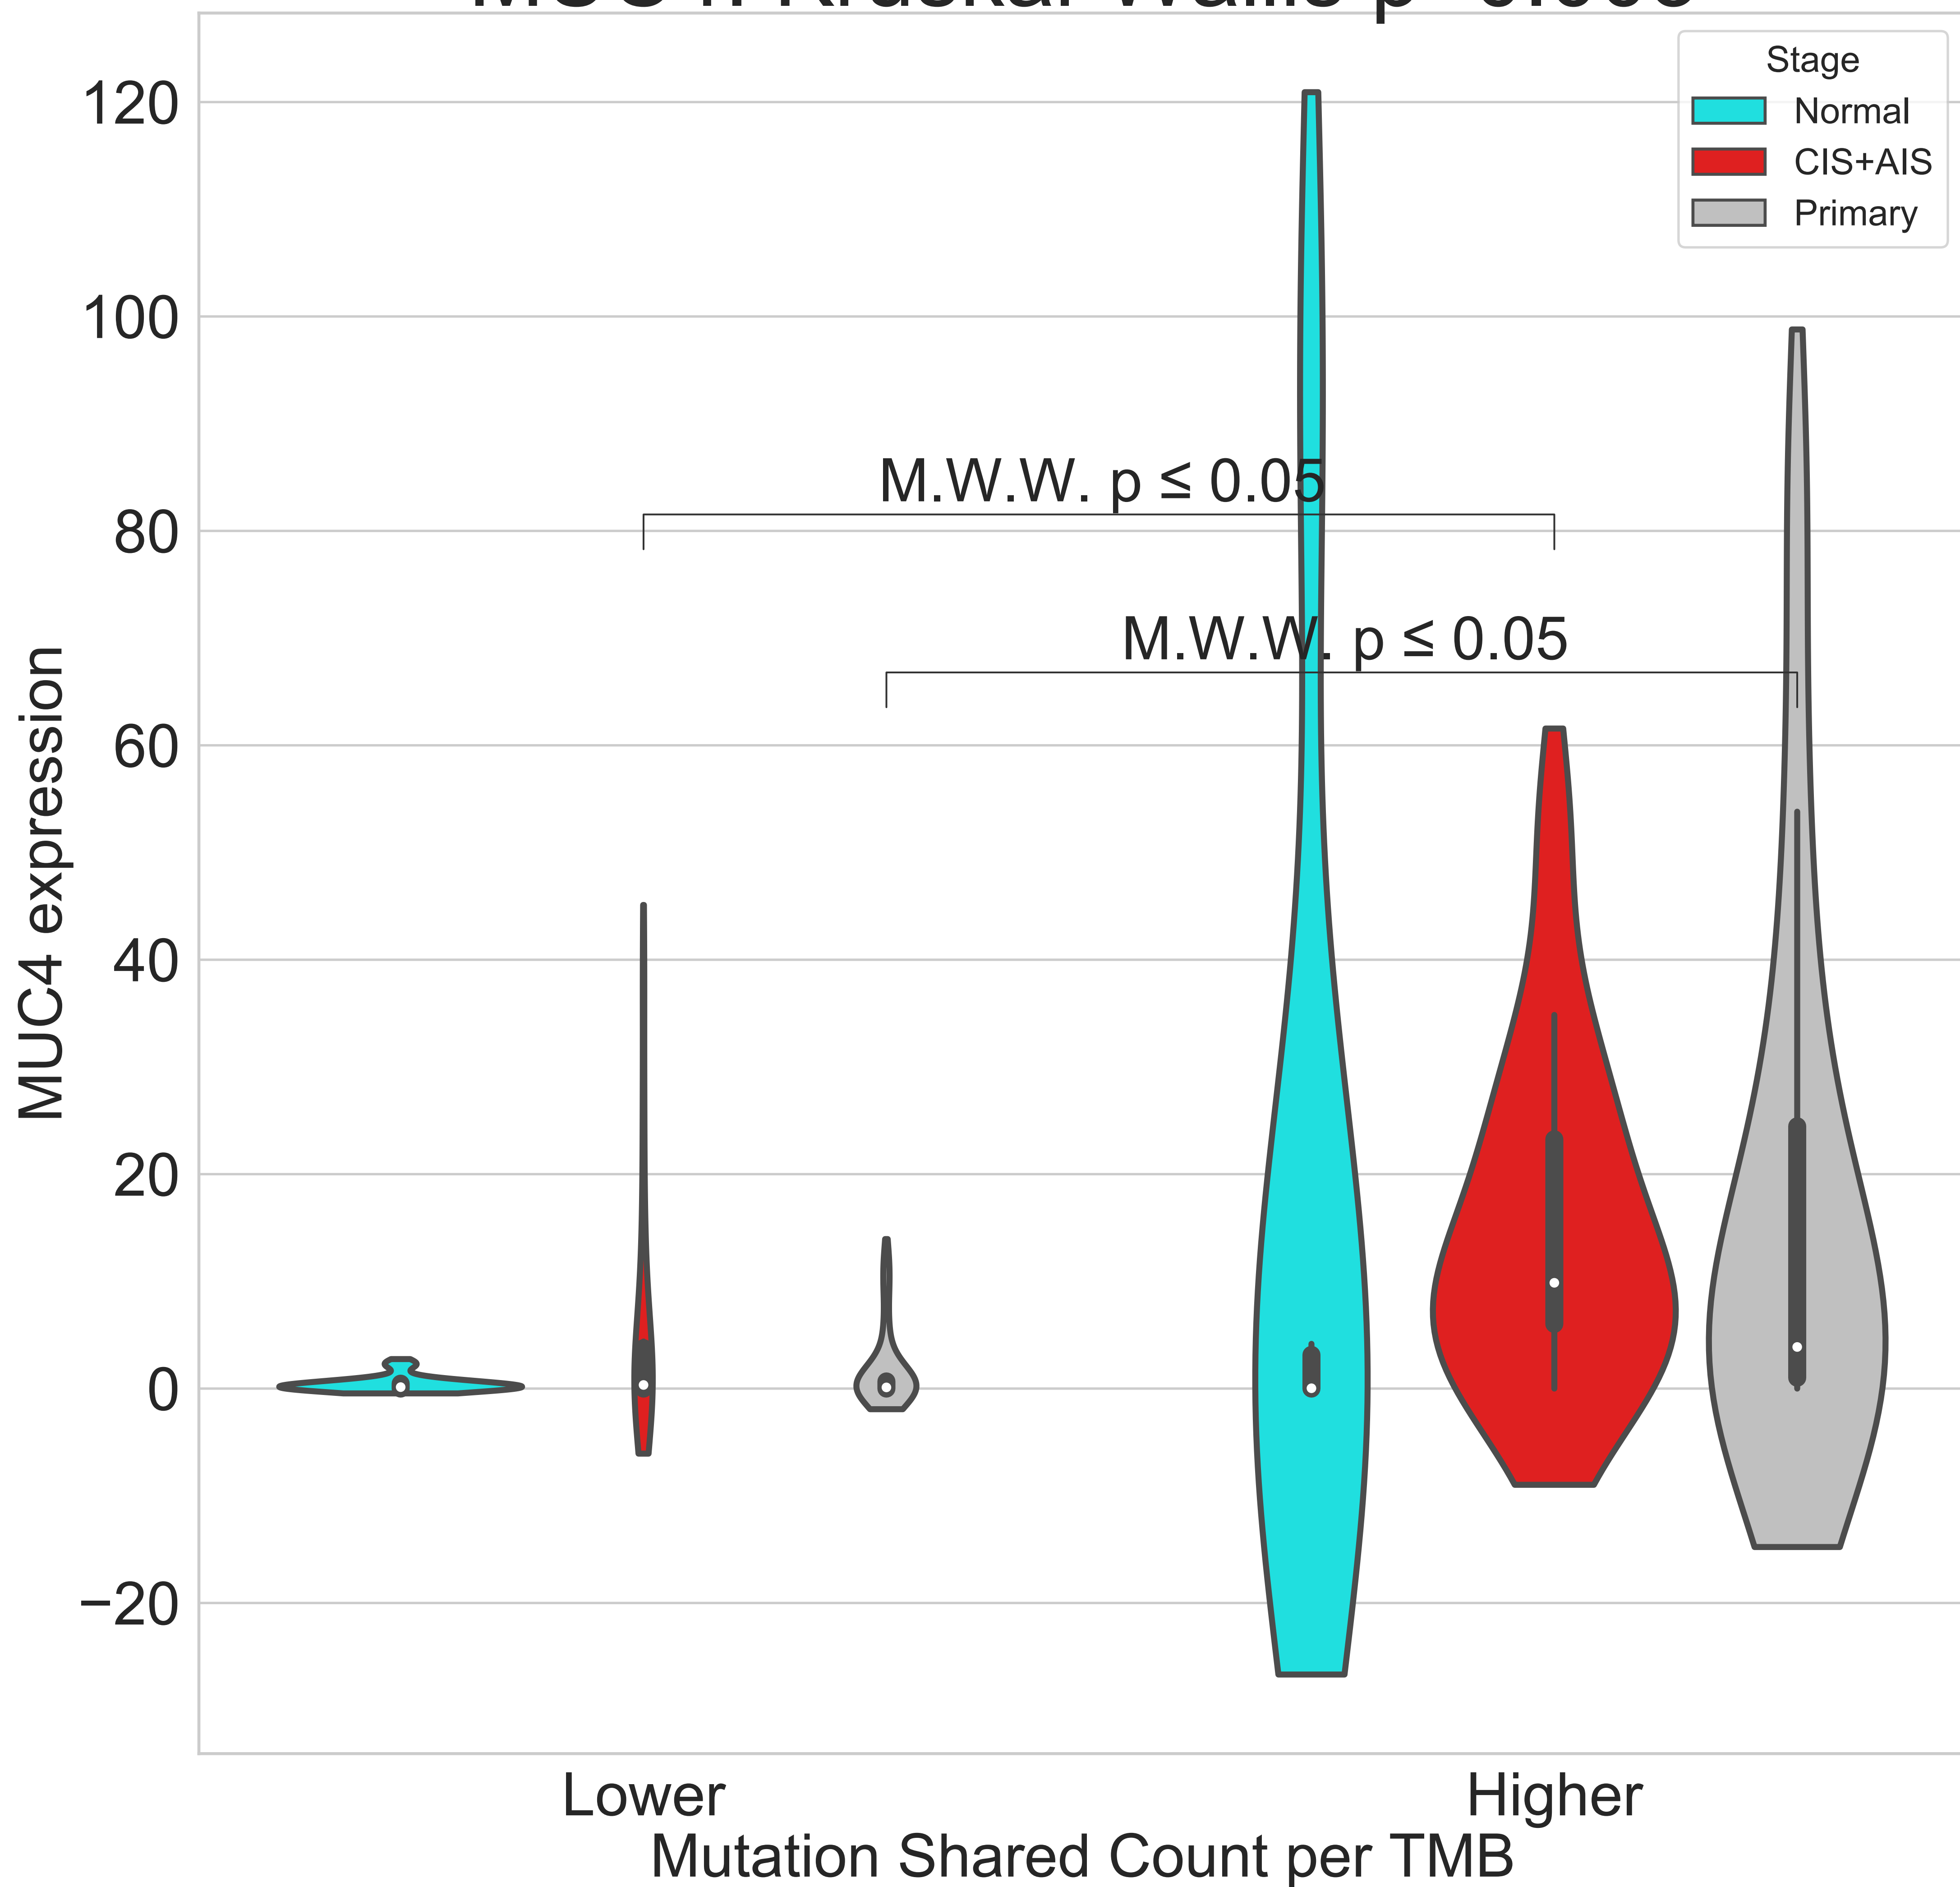 Stage
Normal
CIS+AIS
Primary
120
100
80
60
40
20
0
−20
MUC4 expression
M.W.W. p ≤ 0.05
M.W.W. p ≤ 0.05
Lower
Higher
Mutation Shared Count per TMB